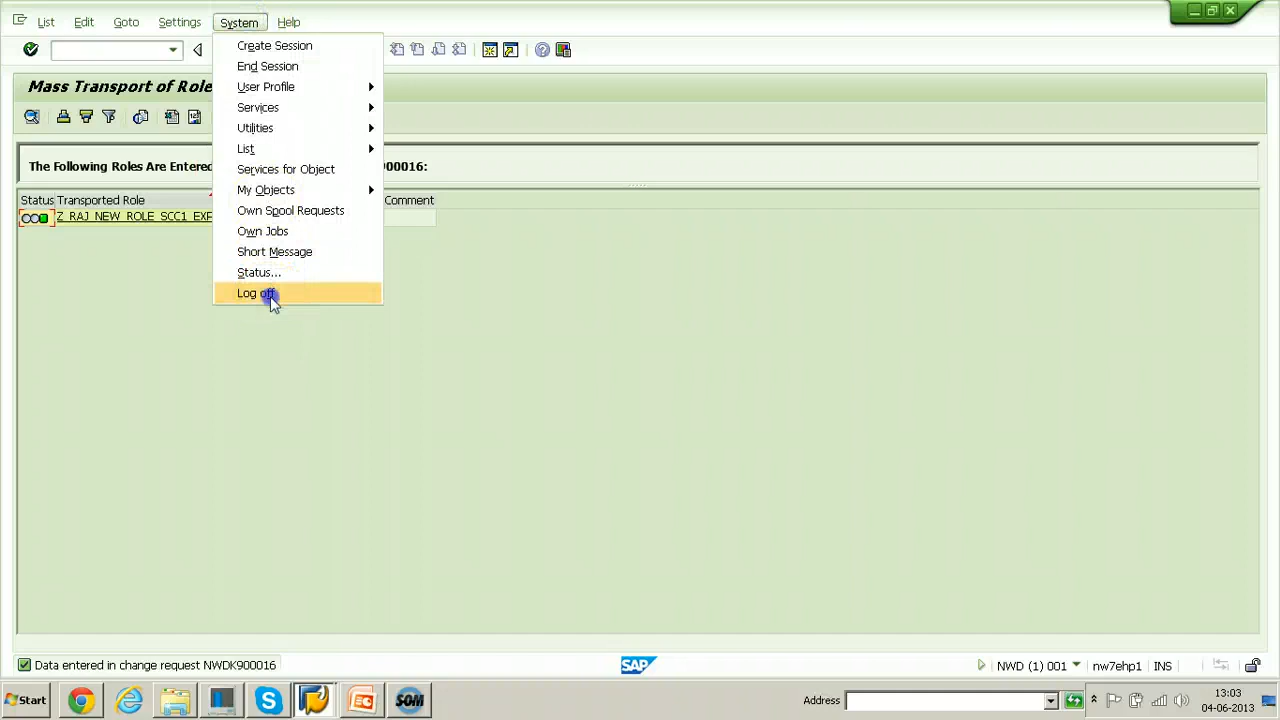 List Edit Goto Settings System Help
Create Session
End Session
User Profile
Services
Utilities
List
Services for Object
My Objects
Own Spool Requests
Own Jobs
Short Message
Status...
Log off
Mass Transport of Role
The Following Roles Are Entere 00016:
Status Transported Role Comment
Z_RAJ_NEW_ROLE_SCC1_EXP
Data entered in change request NWDK900016
SAP
NWD (1) 001 nw7ehp1 INS
Start
SOM
Address
13:03
04-06-2013